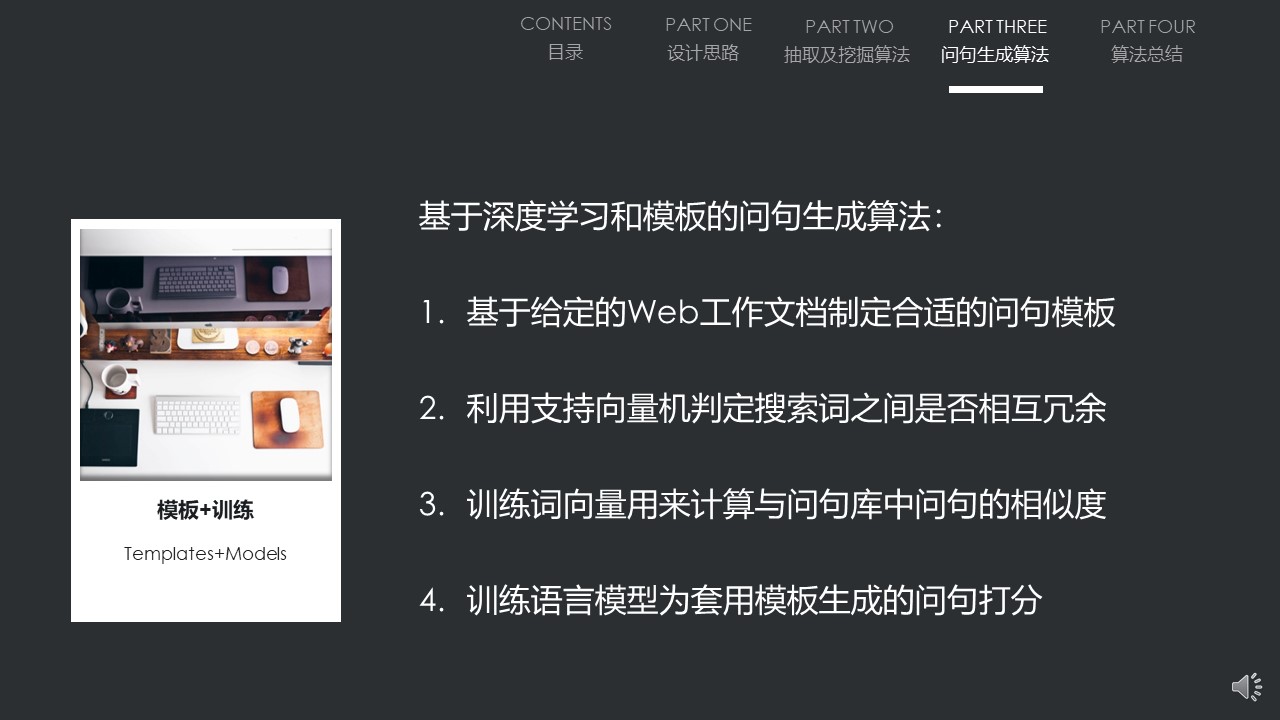 CONTENTS
目录
PART ONE
设计思路
PART TWO
抽取及挖掘算法
PART THREE
问句生成算法
PART FOUR
算法总结
基于深度学习和模板的问句生成算法：
1. 基于给定的Web工作文档制定合适的问句模板
2. 利用支持向量机判定搜索词之间是否相互冗余
3. 训练词向量用来计算与问句库中问句的相似度
4. 训练语言模型为套用模板生成的问句打分
模板+训练
Templates+Models